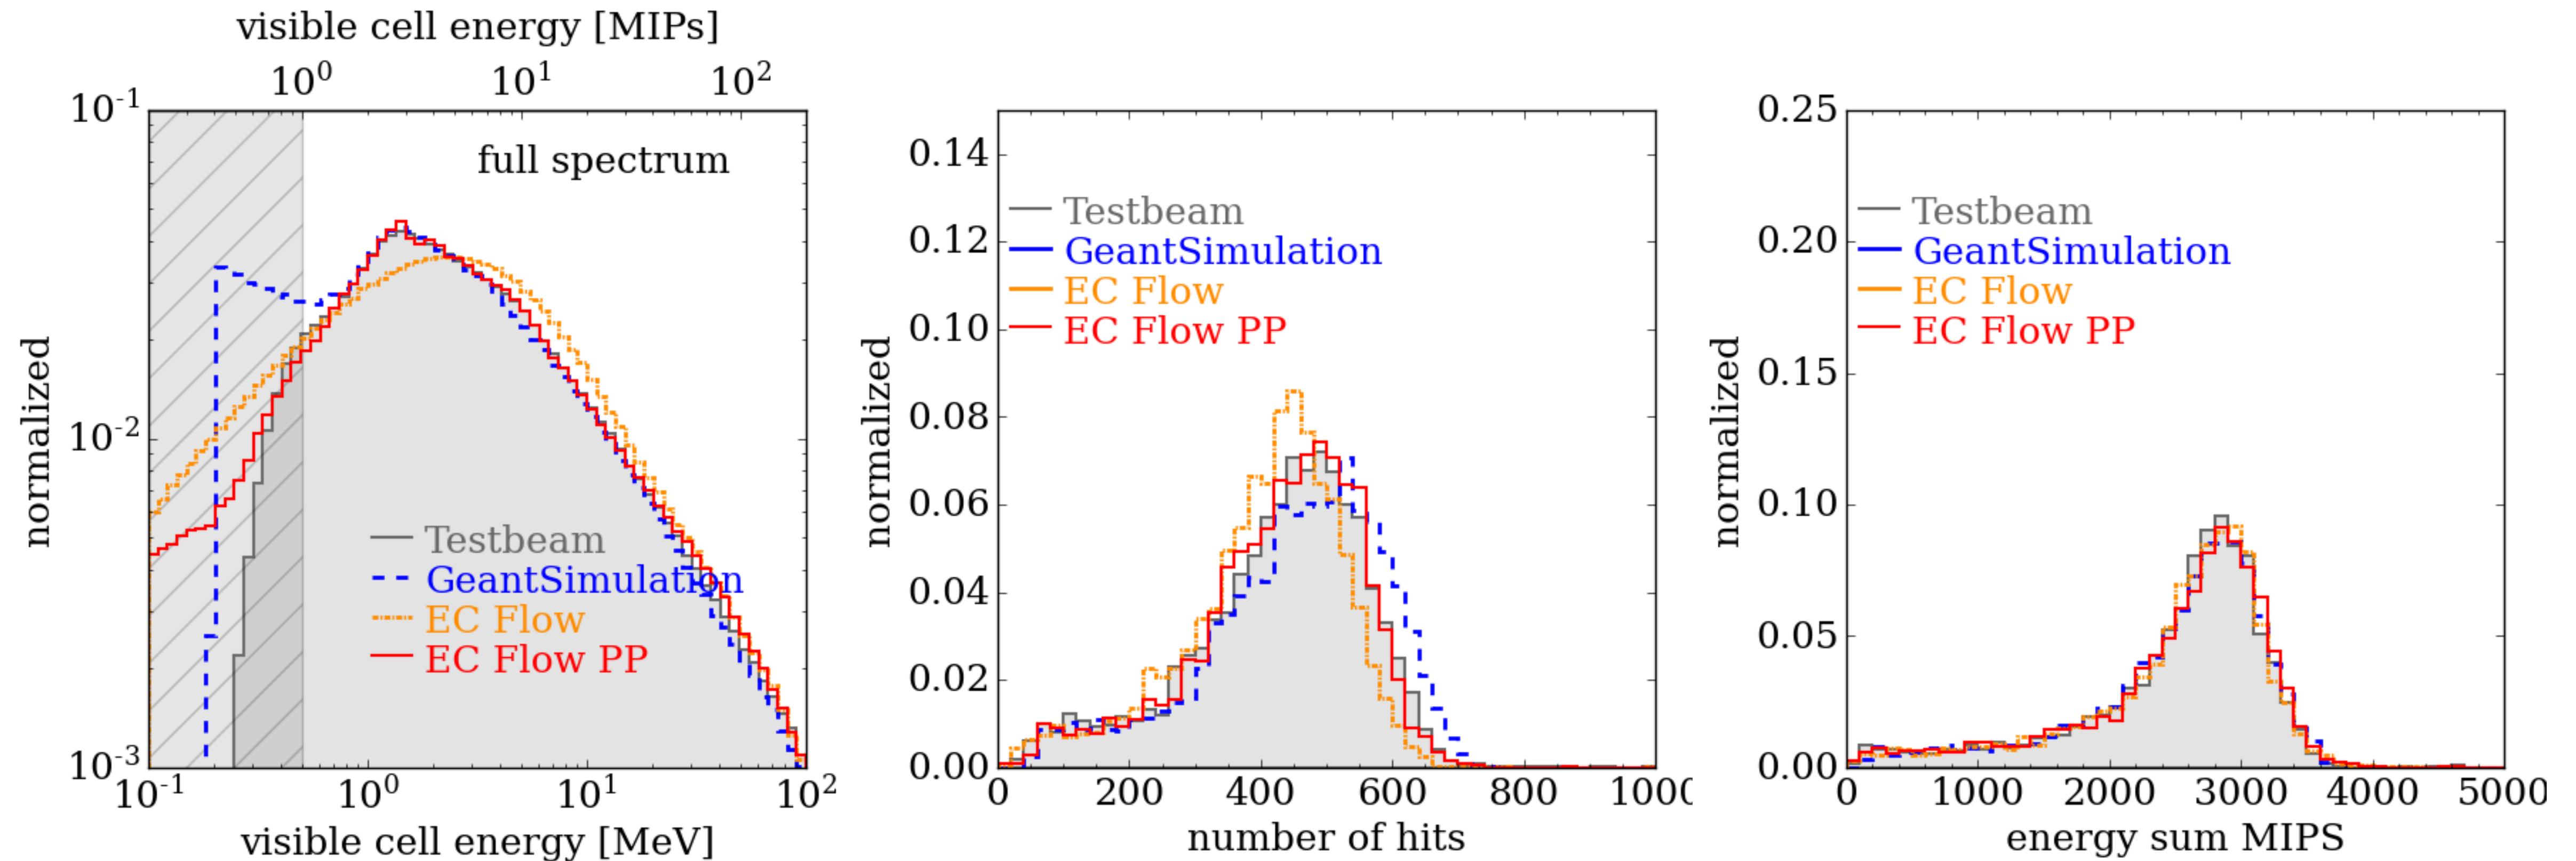 visible cell energy [MIPs]
10^0 10^1 10^2
10^-1
10^-2
10^-3
normalized
full spectrum
Testbeam
GeantSimulation
EC Flow
EC Flow PP
10^-1 10^0 10^1 10^2
visible cell energy [MeV]
0.14
0.12
0.10
0.08
0.06
0.04
0.02
0.00
normalized
Testbeam
GeantSimulation
EC Flow
EC Flow PP
0 200 400 600 800 1000
number of hits
0.25
0.20
0.15
0.10
0.05
0.00
normalized
Testbeam
GeantSimulation
EC Flow
EC Flow PP
0 1000 2000 3000 4000 5000
energy sum MIPS